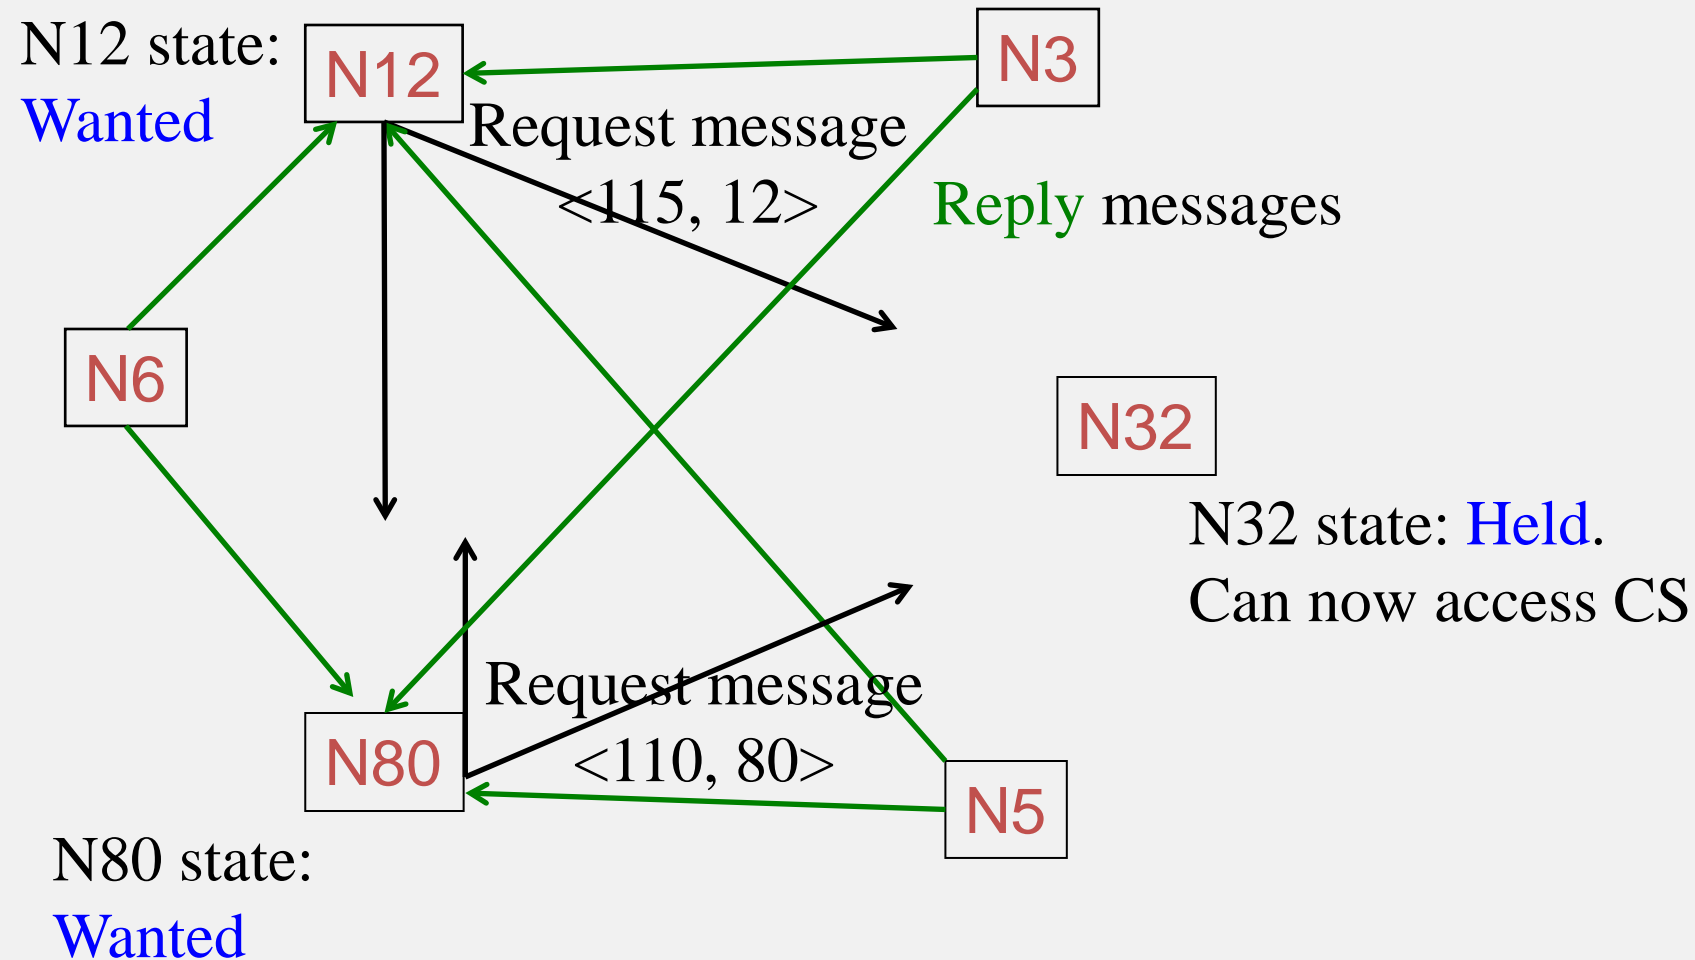 N12 state:
Wanted
N12
N3
Request message
<115, 12>
Reply messages
N6
N32
N32 state: Held.
Can now access CS
Request message
<110, 80>
N80
N5
N80 state:
Wanted